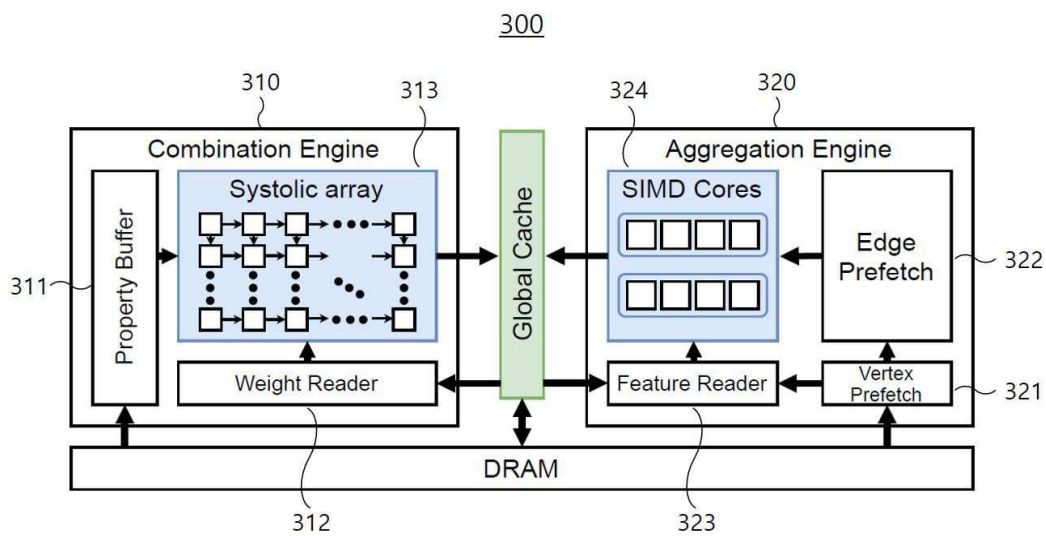 300
310
313
324
320
Combination Engine
Aggregation Engine
Systolic array
SIMD Cores
Property Buffer
Global Cache
Edge
Prefetch
311
322
Weight Reader
Feature Reader
Vertex
Prefetch
321
DRAM
312
323